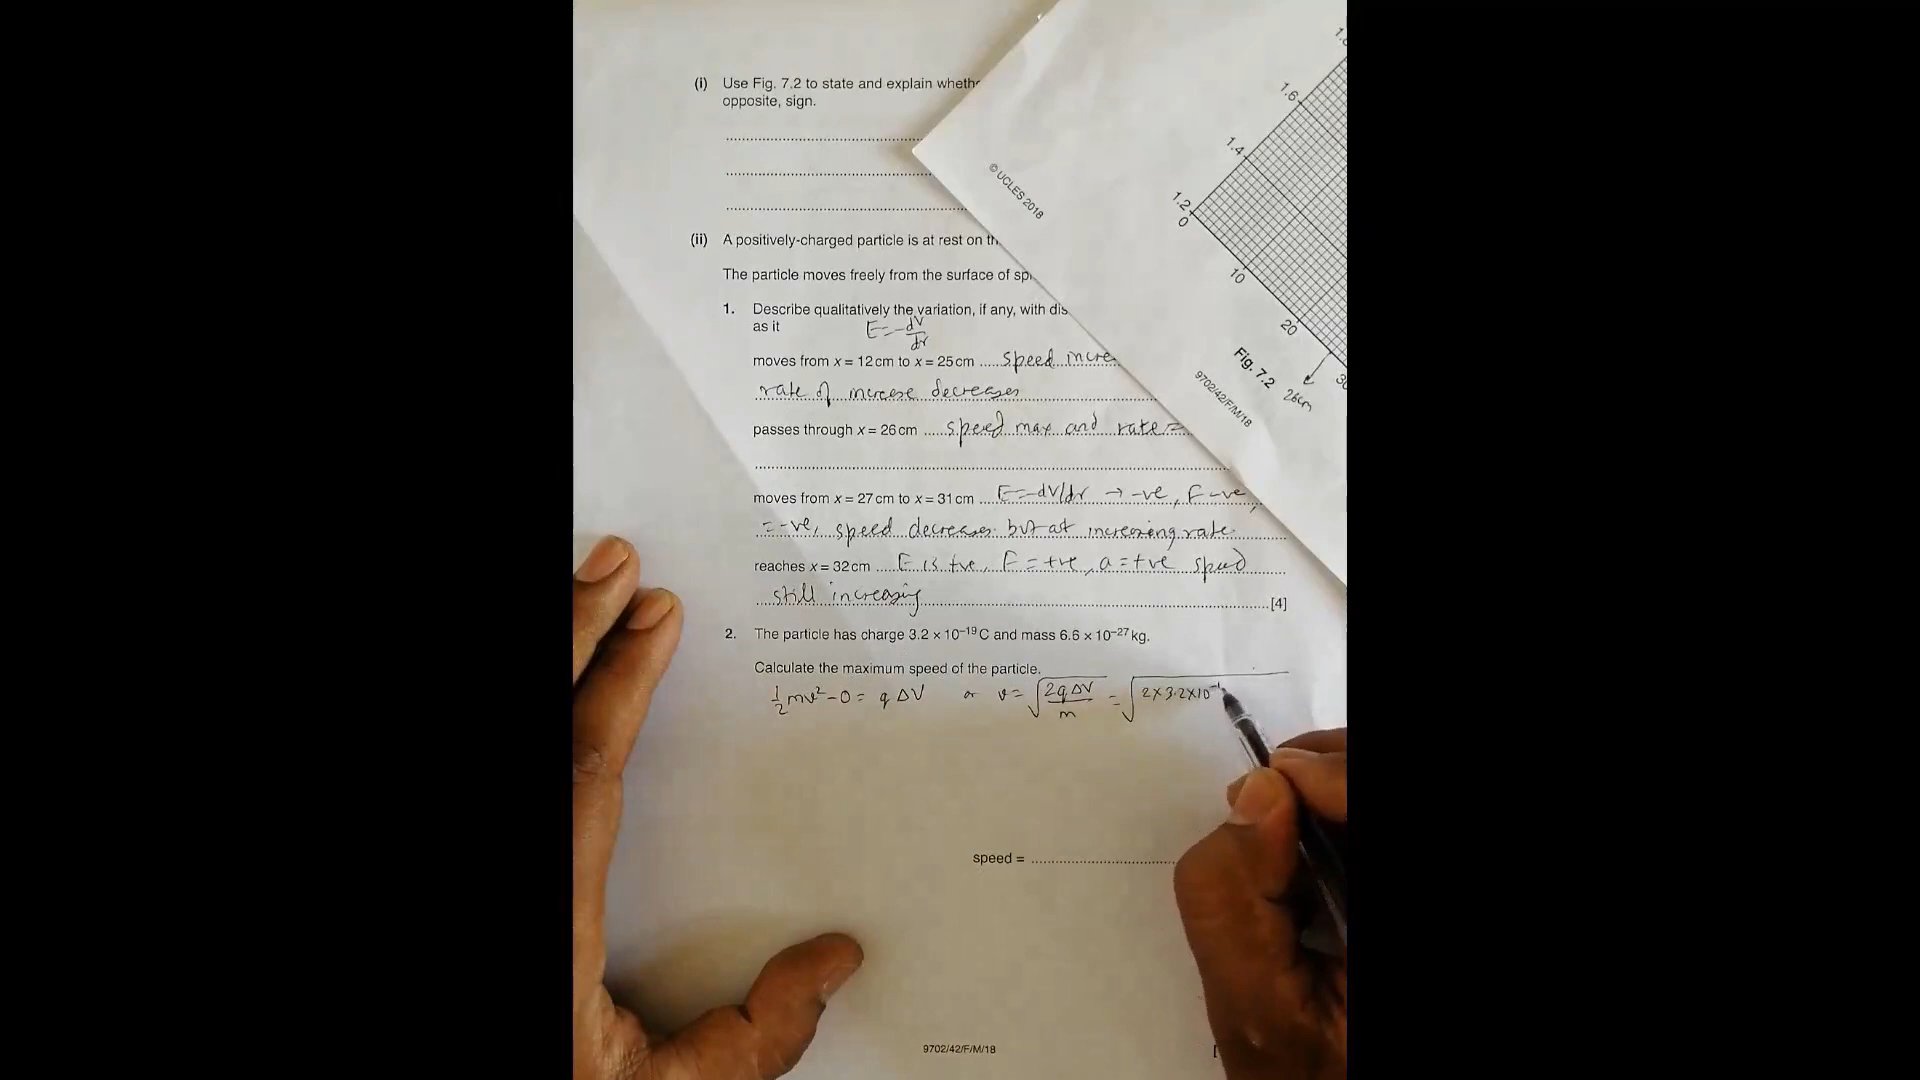 (i) Use Fig. 7.2 to state and explain wheth
opposite, sign.
(ii) A positively-charged particle is at rest on th
The particle moves freely from the surface of sp
1. Describe qualitatively the variation, if any, with dis
as it E = -dV/dr
moves from x = 12 cm to x = 25 cm speed incre
rate of increase decreases
passes through x = 26 cm speed max and rate =
moves from x = 27 cm to x = 31 cm E = -dV/dr → -ve, F -ve,
= -ve, speed decreases but at increasing rate.
reaches x = 32 cm E is +ve, F = +ve, a = +ve speed
still increasing [4]
2. The particle has charge 3.2 × 10⁻¹⁹ C and mass 6.6 × 10⁻²⁷ kg.
Calculate the maximum speed of the particle.
½mv² - 0 = q ΔV or v = √(2qΔV/m) = √(2×3.2×10⁻¹
speed =
9702/42/F/M/18
[
© UCLES 2018
1.6
1.4
1.2
0
10
20
Fig. 7.2
26cm
9702/42/F/M/18